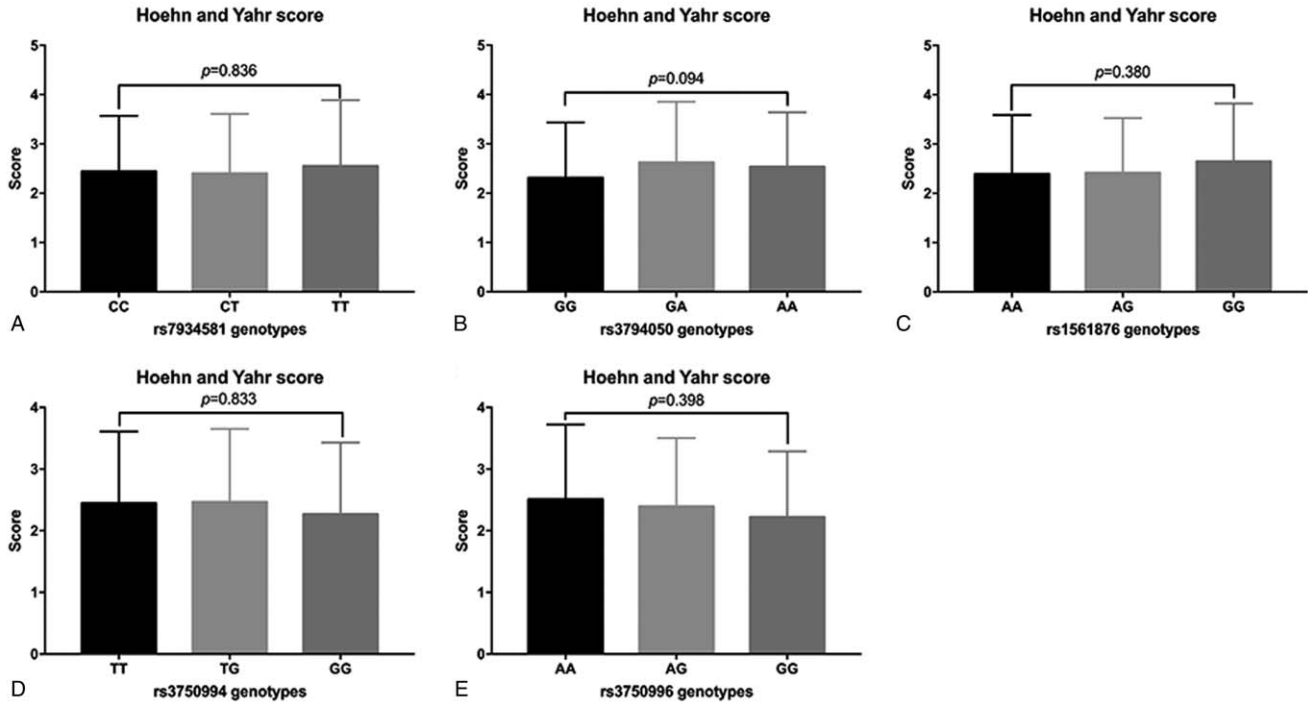 Hoehn and Yahr score
p=0.836
5
4
3
2
1
0
Score
CC CT TT
rs7934581 genotypes
A
Hoehn and Yahr score
p=0.094
5
4
3
2
1
0
Score
GG GA AA
rs3794050 genotypes
B
Hoehn and Yahr score
p=0.380
5
4
3
2
1
0
Score
AA AG GG
rs1561876 genotypes
C
Hoehn and Yahr score
p=0.833
4
3
2
1
0
Score
TT TG GG
rs3750994 genotypes
D
Hoehn and Yahr score
p=0.398
4
3
2
1
0
Score
AA AG GG
rs3750996 genotypes
E